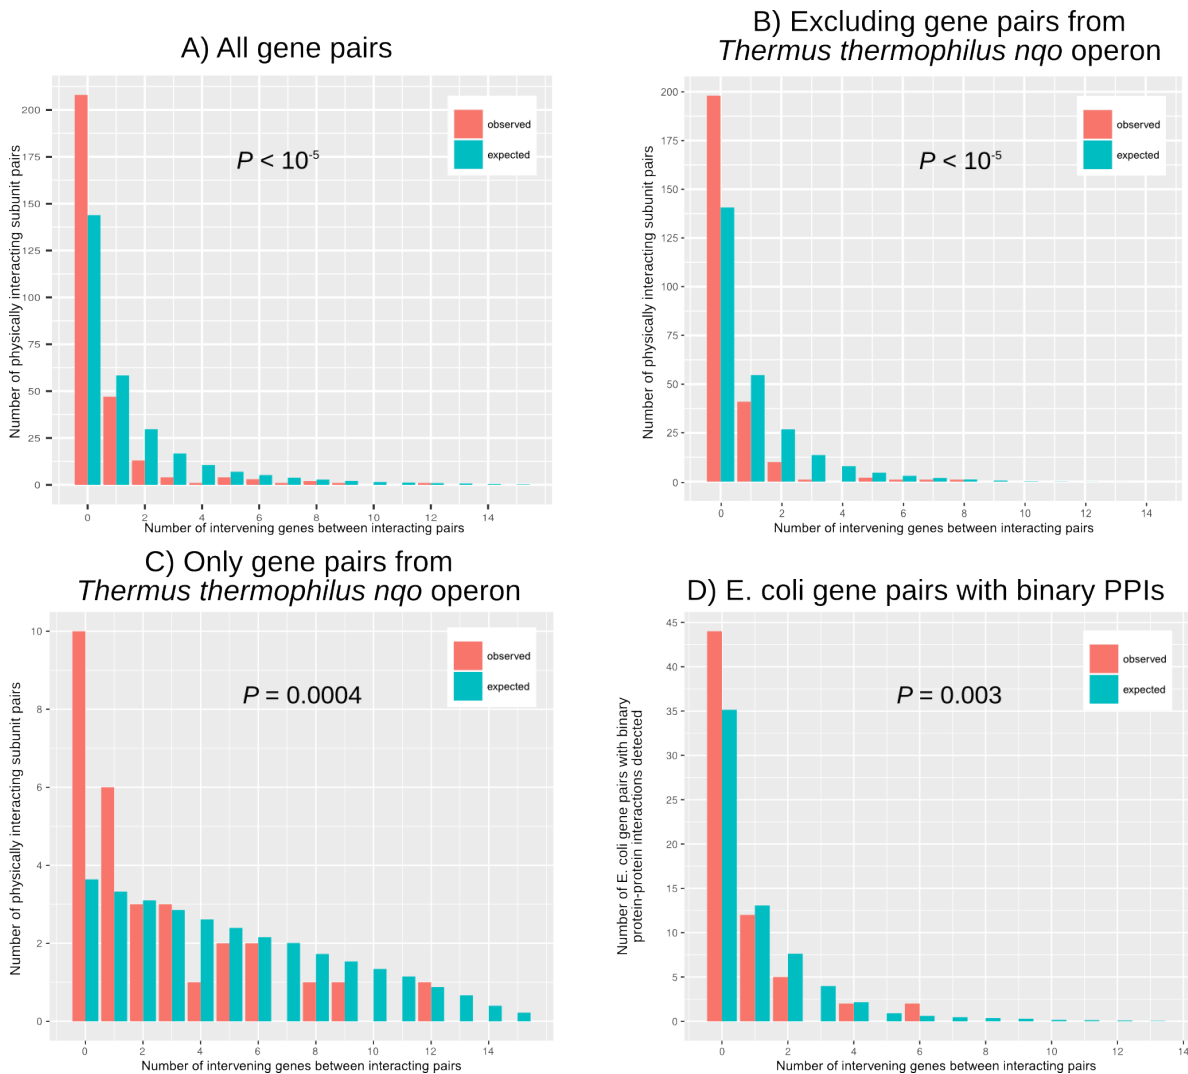 A) All gene pairs
Number of physically interacting subunit pairs
200
175
150
125
100
75
50
25
0
P < 10-5
observed
expected
0 2 4 6 8 10 12 14
Number of intervening genes between interacting pairs
B) Excluding gene pairs from
Thermus thermophilus nqo operon
Number of physically interacting subunit pairs
200
175
150
125
100
75
50
25
0
P < 10-5
observed
expected
0 2 4 6 8 10 12 14
Number of intervening genes between interacting pairs
C) Only gene pairs from
Thermus thermophilus nqo operon
Number of physically interacting subunit pairs
10
8
6
4
2
0
P = 0.0004
observed
expected
0 2 4 6 8 10 12 14
Number of intervening genes between interacting pairs
D) E. coli gene pairs with binary PPIs
Number of E. coli gene pairs with binary
protein-protein interactions detected
45
40
35
30
25
20
15
10
5
0
P = 0.003
observed
expected
0 2 4 6 8 10 12 14
Number of intervening genes between interacting pairs